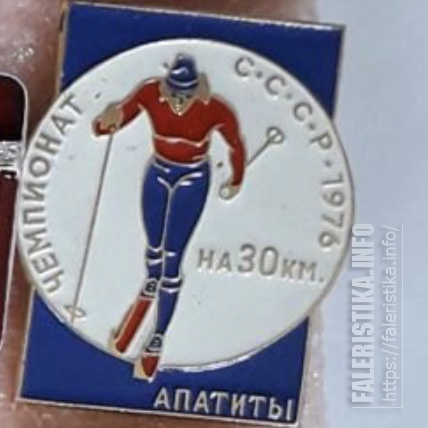 ЧЕМПИОНАТ
С·С·С·Р·1976
НА 30 КМ.
АПАТИТЫ
FALERISTIKA.INFO
https://faleristika.info/